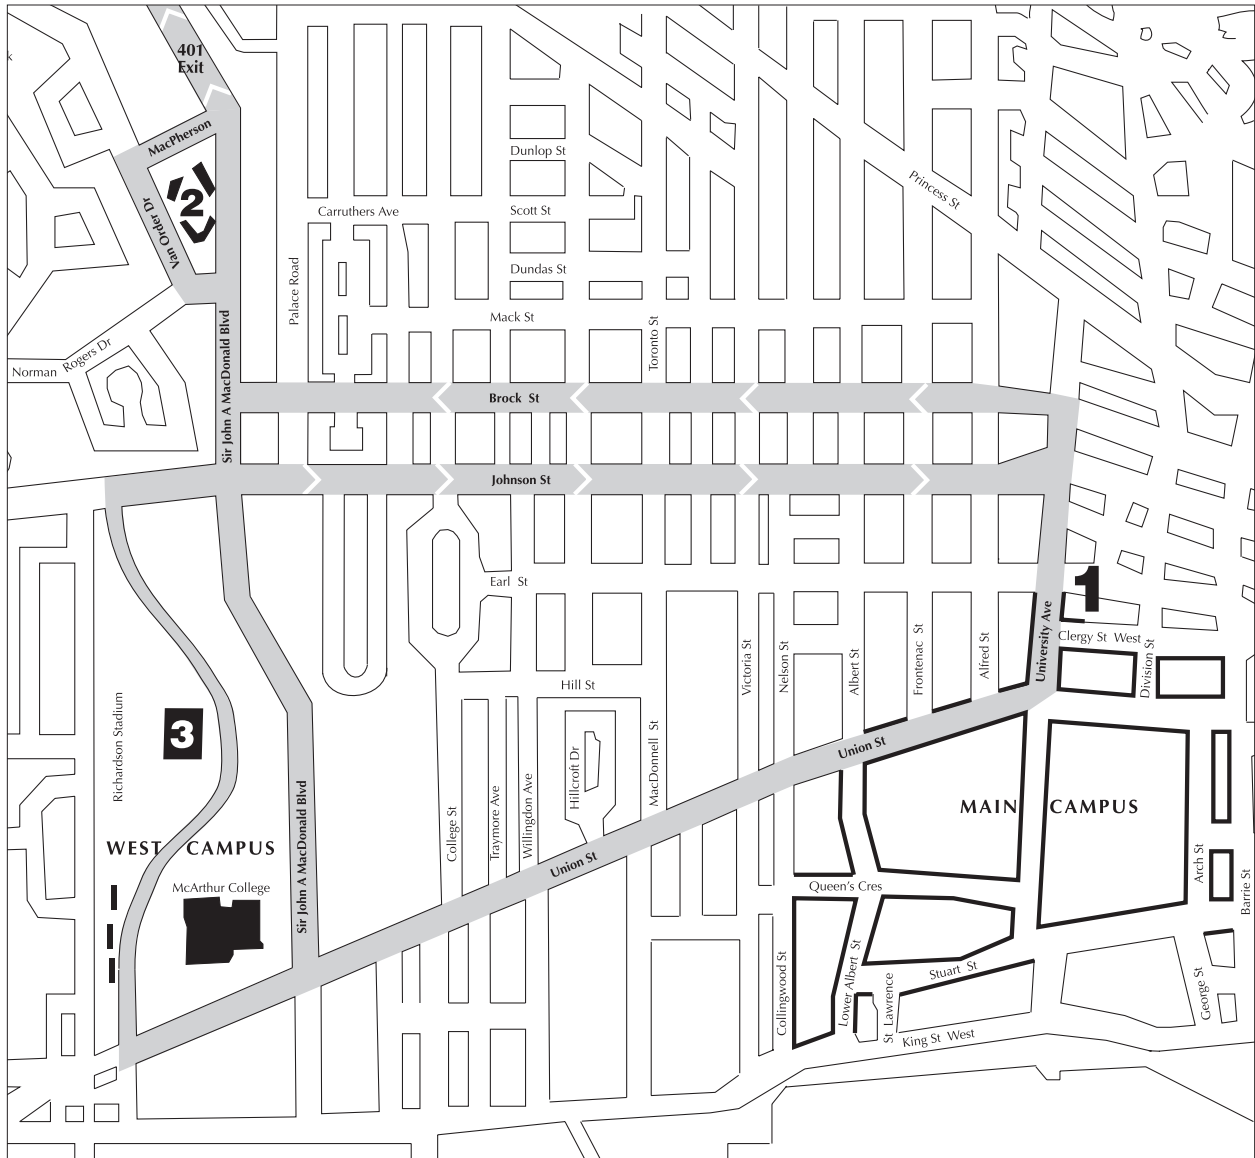 401
Exit
k
MacPherson
2
Van Order Dr
Dunlop St
Princess St
Carruthers Ave
Scott St
Dundas St
Palace Road
Mack St
Toronto St
Norman Rogers Dr
Sir John A MacDonald Blvd
Brock St
Johnson St
Earl St
1
Clergy St West
University Ave
Division St
Victoria St
Nelson St
Albert St
Frontenac St
Alfred St
Hill St
Richardson Stadium
3
Union St
Hillcroft Dr
MacDonnell St
MAIN CAMPUS
Sir John A MacDonald Blvd
College St
Traymore Ave
Willingdon Ave
WEST CAMPUS
Union St
Arch St
Barrie St
McArthur College
Queen's Cres
Collingwood St
Lower Albert St
Stuart St
St Lawrence
George St
King St West